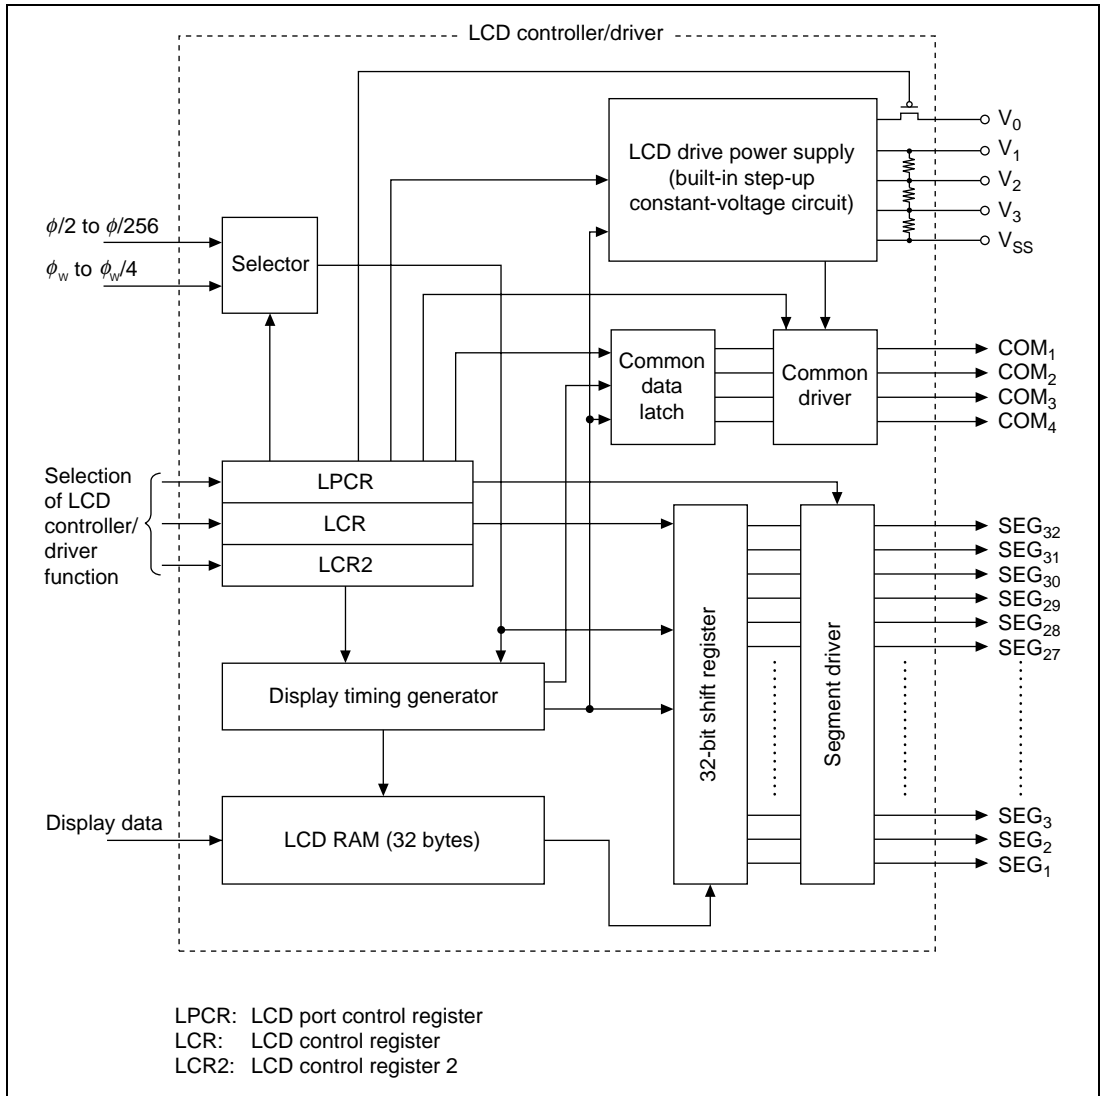 LCD controller/driver
LCD drive power supply
(built-in step-up
constant-voltage circuit)
V0
V1
V2
V3
VSS
ϕ/2 to ϕ/256
ϕw to ϕw/4
Selector
Common
data
latch
Common
driver
COM1
COM2
COM3
COM4
Selection
of LCD
controller/
driver
function
LPCR
LCR
LCR2
SEG32
SEG31
SEG30
SEG29
SEG28
SEG27
Display timing generator
32-bit shift register
Segment driver
Display data
LCD RAM (32 bytes)
SEG3
SEG2
SEG1
LPCR: LCD port control register
LCR: LCD control register
LCR2: LCD control register 2